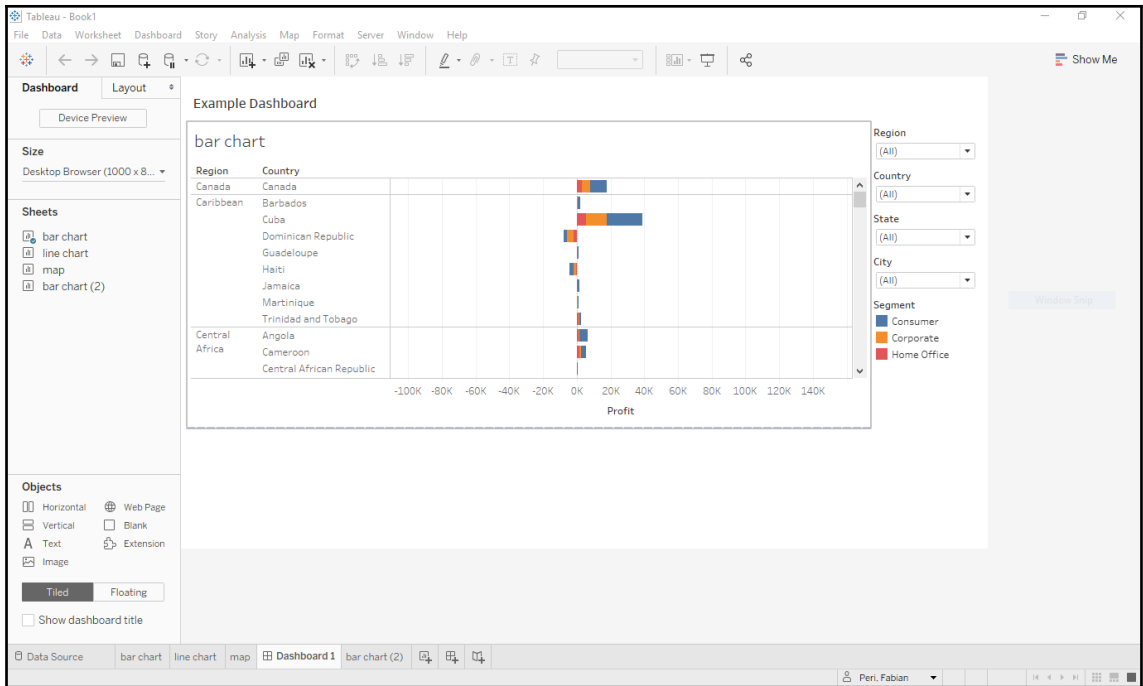 Tableau - Book1
File Data Worksheet Dashboard Story Analysis Map Format Server Window Help
Show Me
Dashboard Layout
Device Preview
Size
Desktop Browser (1000 x 8...
Sheets
bar chart
line chart
map
bar chart (2)
Objects
Horizontal Web Page
Vertical Blank
A Text Extension
Image
Tiled Floating
Show dashboard title
Example Dashboard
bar chart
Region Country
Canada Canada
Caribbean Barbados
Cuba
Dominican Republic
Guadeloupe
Haiti
Jamaica
Martinique
Trinidad and Tobago
Central Angola
Africa Cameroon
Central African Republic
-100K -80K -60K -40K -20K 0K 20K 40K 60K 80K 100K 120K 140K
Profit
Region
(All)
Country
(All)
State
(All)
City
(All)
Segment
Consumer
Corporate
Home Office
Window Snip
Data Source bar chart line chart map Dashboard 1 bar chart (2)
Peri, Fabian